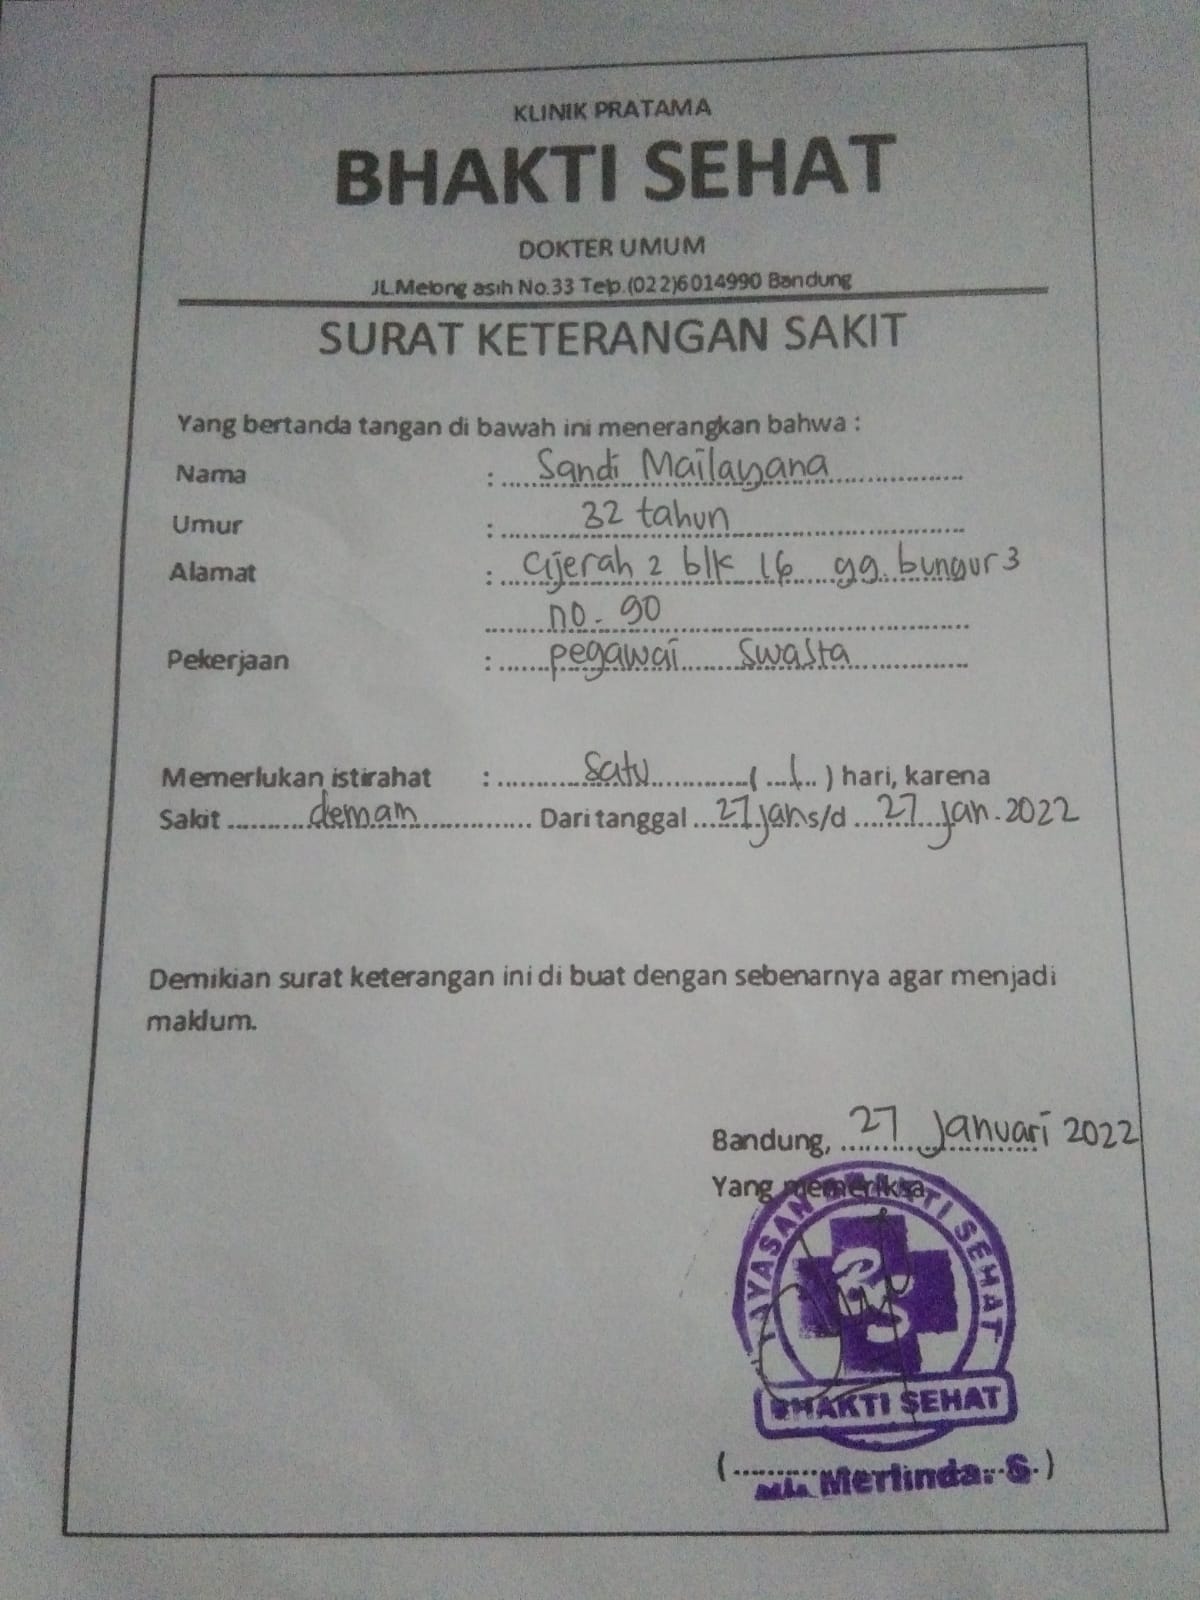 KLINIK PRATAMA
BHAKTI SEHAT
DOKTER UMUM
JL.Melong asih No.33 Telp.(022)6014990 Bandung
SURAT KETERANGAN SAKIT
Yang bertanda tangan di bawah ini menerangkan bahwa :
Nama : Sandi Mailayana
Umur : 32 tahun
Alamat : Cijerah 2 blk 16 gg. bungur 3
no. 90
Pekerjaan : pegawai swasta
Memerlukan istirahat : Satu ( 1 ) hari, karena
Sakit demam Dari tanggal 27 jan s/d 27 jan. 2022
Demikian surat keterangan ini di buat dengan sebenarnya agar menjadi
maklum.
Bandung, 27 Januari 2022
Yang memeriksa
YAYASAN BHAKTI SEHAT
BHAKTI SEHAT
( Merlinda. S. )